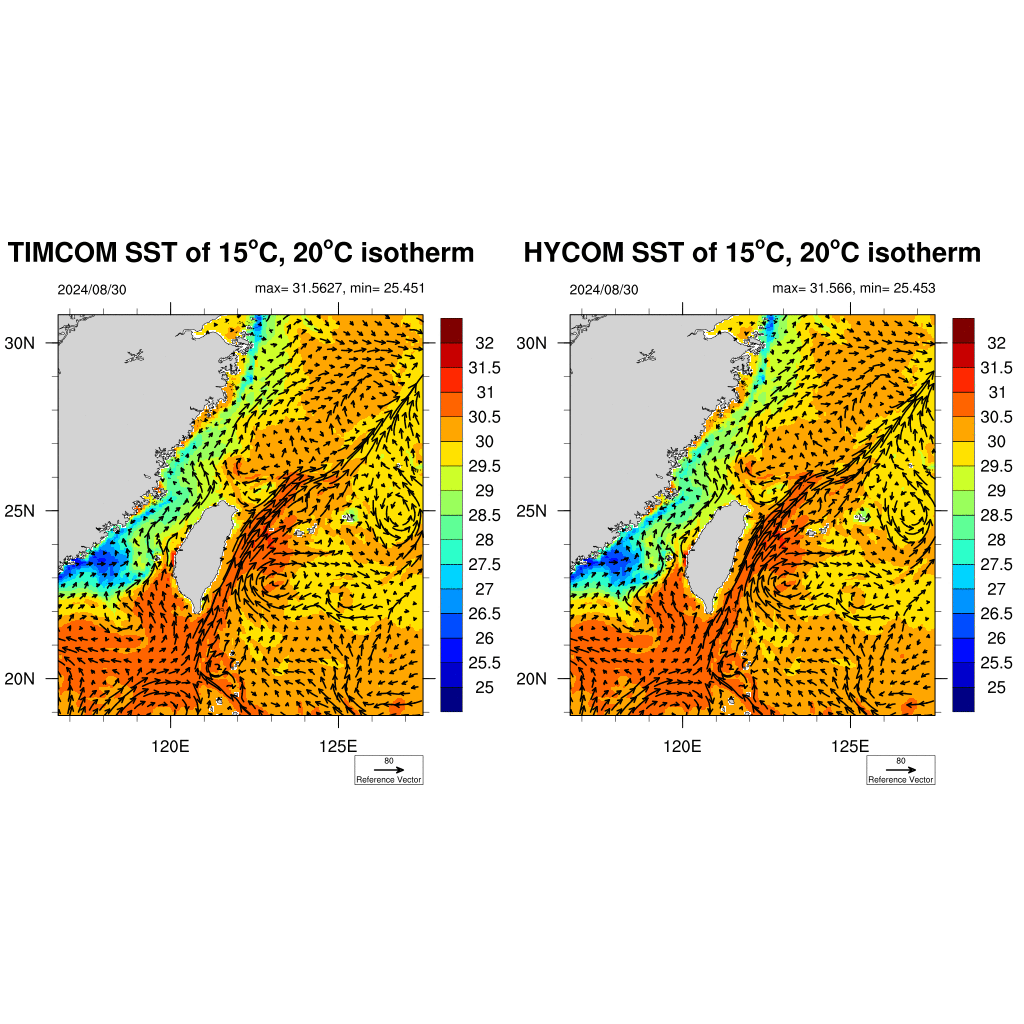 TIMCOM SST of 15°C, 20°C isotherm
2024/08/30
max= 31.5627, min= 25.451
30N
25N
20N
120E
125E
32
31.5
31
30.5
30
29.5
29
28.5
28
27.5
27
26.5
26
25.5
25
80
Reference Vector
HYCOM SST of 15°C, 20°C isotherm
2024/08/30
max= 31.566, min= 25.453
30N
25N
20N
120E
125E
32
31.5
31
30.5
30
29.5
29
28.5
28
27.5
27
26.5
26
25.5
25
80
Reference Vector